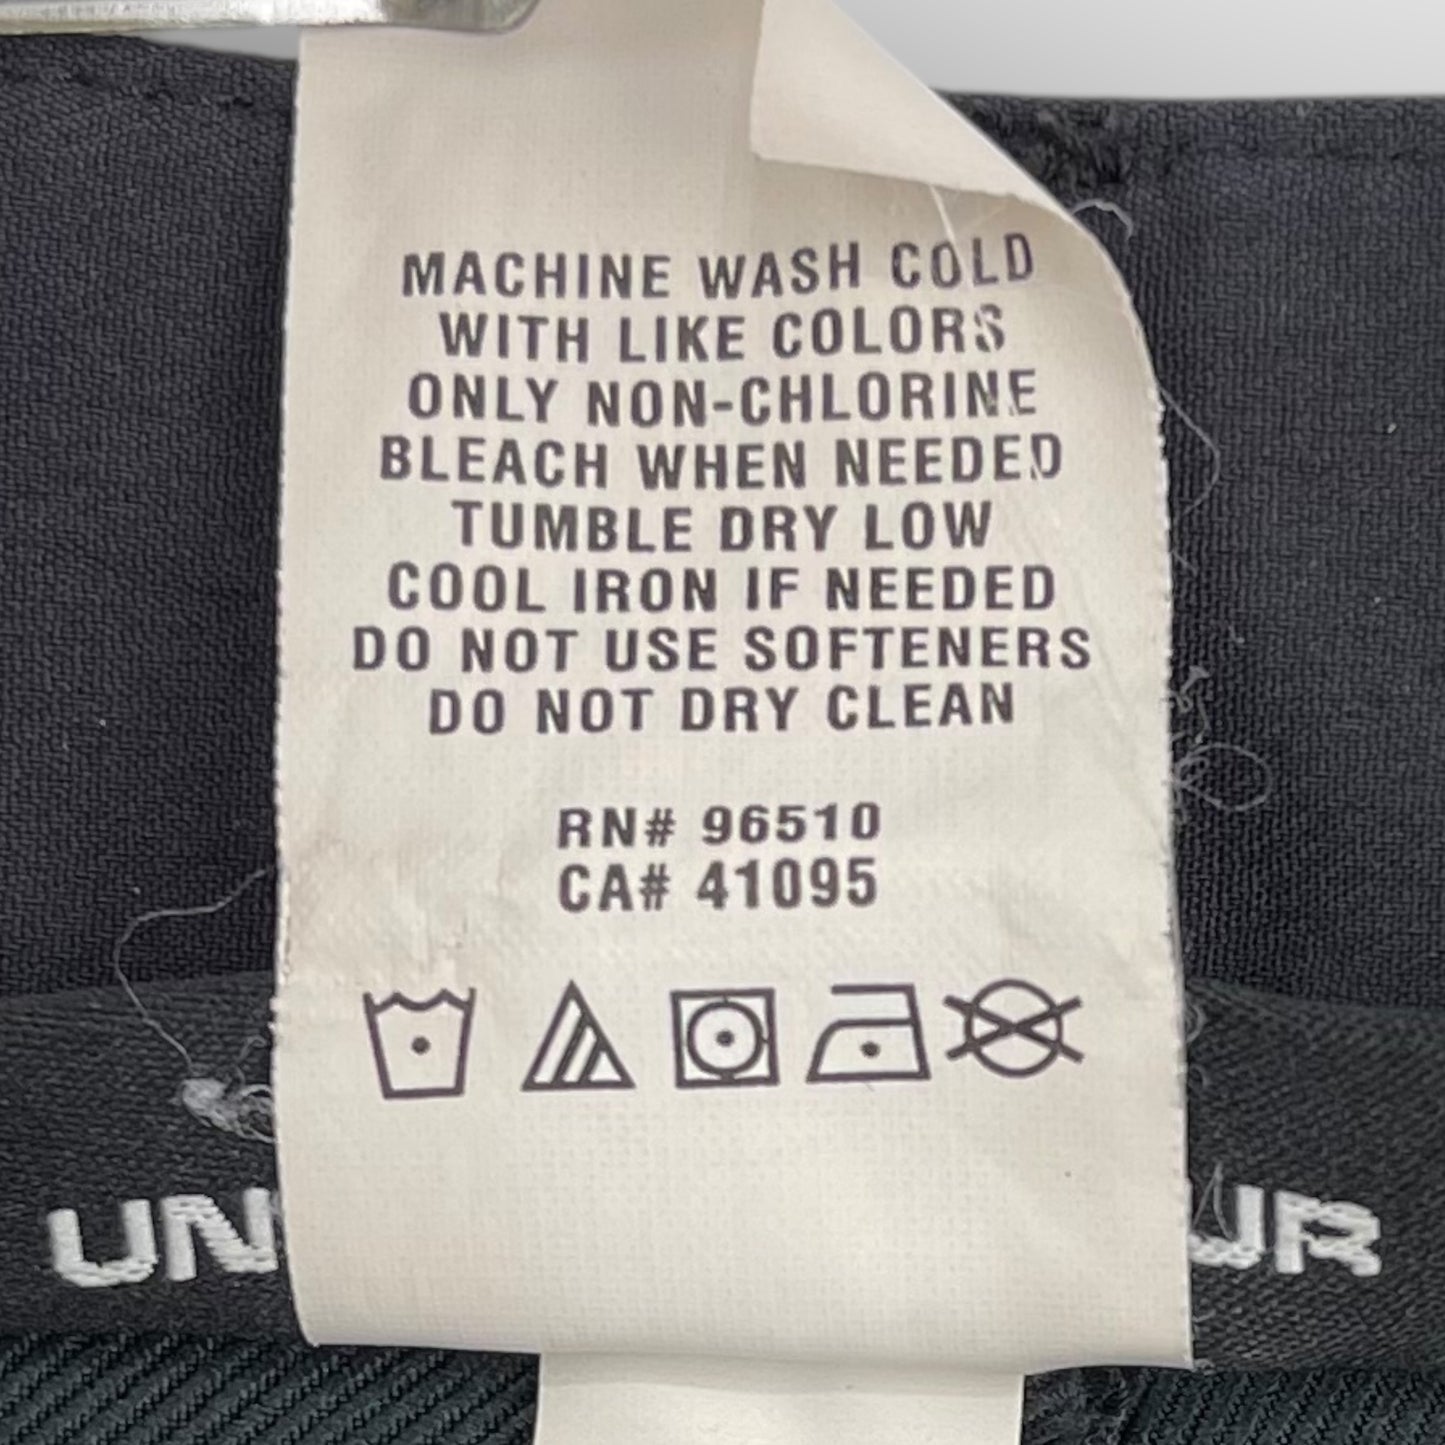 MACHINE WASH COLD
WITH LIKE COLORS
ONLY NON-CHLORINE
BLEACH WHEN NEEDED
TUMBLE DRY LOW
COOL IRON IF NEEDED
DO NOT USE SOFTENERS
DO NOT DRY CLEAN
RN# 96510
CA# 41095